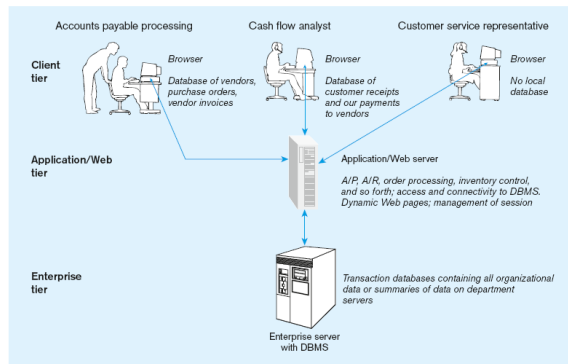 Accounts payable processing
Cash flow analyst
Customer service representative
Client
tier
Browser
Database of vendors,
purchase orders,
vendor invoices
Browser
Database of
customer receipts
and our payments
to vendors
Browser
No local
database
Application/Web
tier
Application/Web server
A/P, A/R, order processing, inventory control,
and so forth; access and connectivity to DBMS.
Dynamic Web pages; management of session
Enterprise
tier
Transaction databases containing all organizational
data or summaries of data on department
servers
Enterprise server
with DBMS